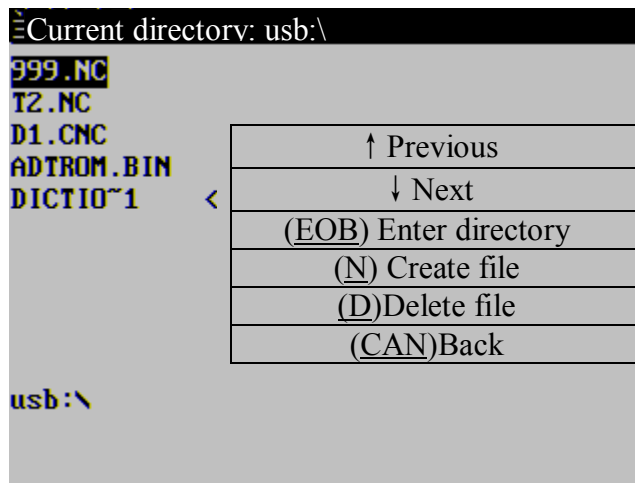 Current directory: usb:\
999.NC
T2.NC
D1.CNC
ADTROM.BIN
DICTIO~1 <
↑ Previous
↓ Next
(EOB) Enter directory
(N) Create file
(D)Delete file
(CAN)Back
usb:\